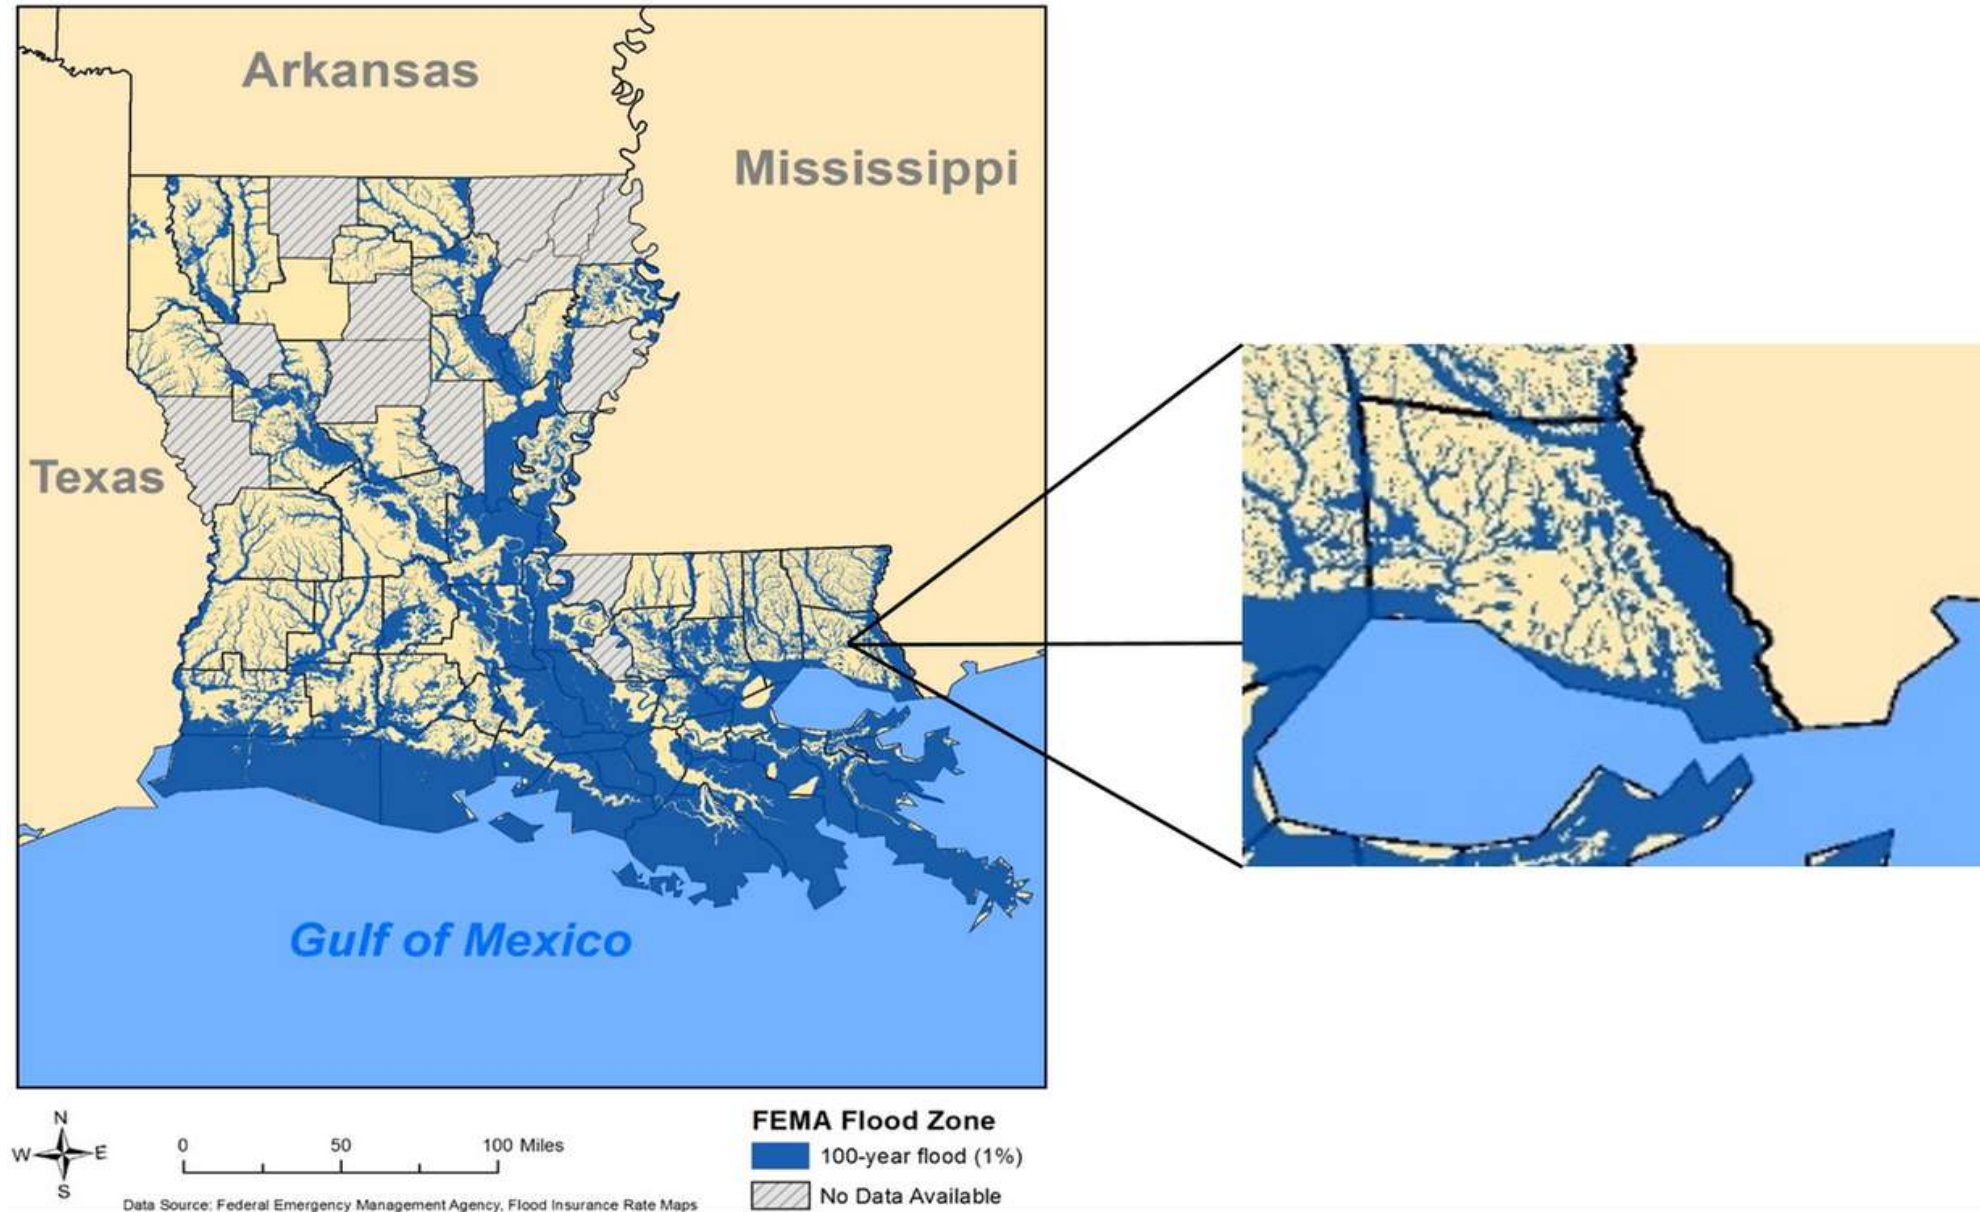 Arkansas
Mississippi
Texas
Gulf of Mexico
N
W E
S
0 50 100 Miles
Data Source: Federal Emergency Management Agency, Flood Insurance Rate Maps
FEMA Flood Zone
100-year flood (1%)
No Data Available